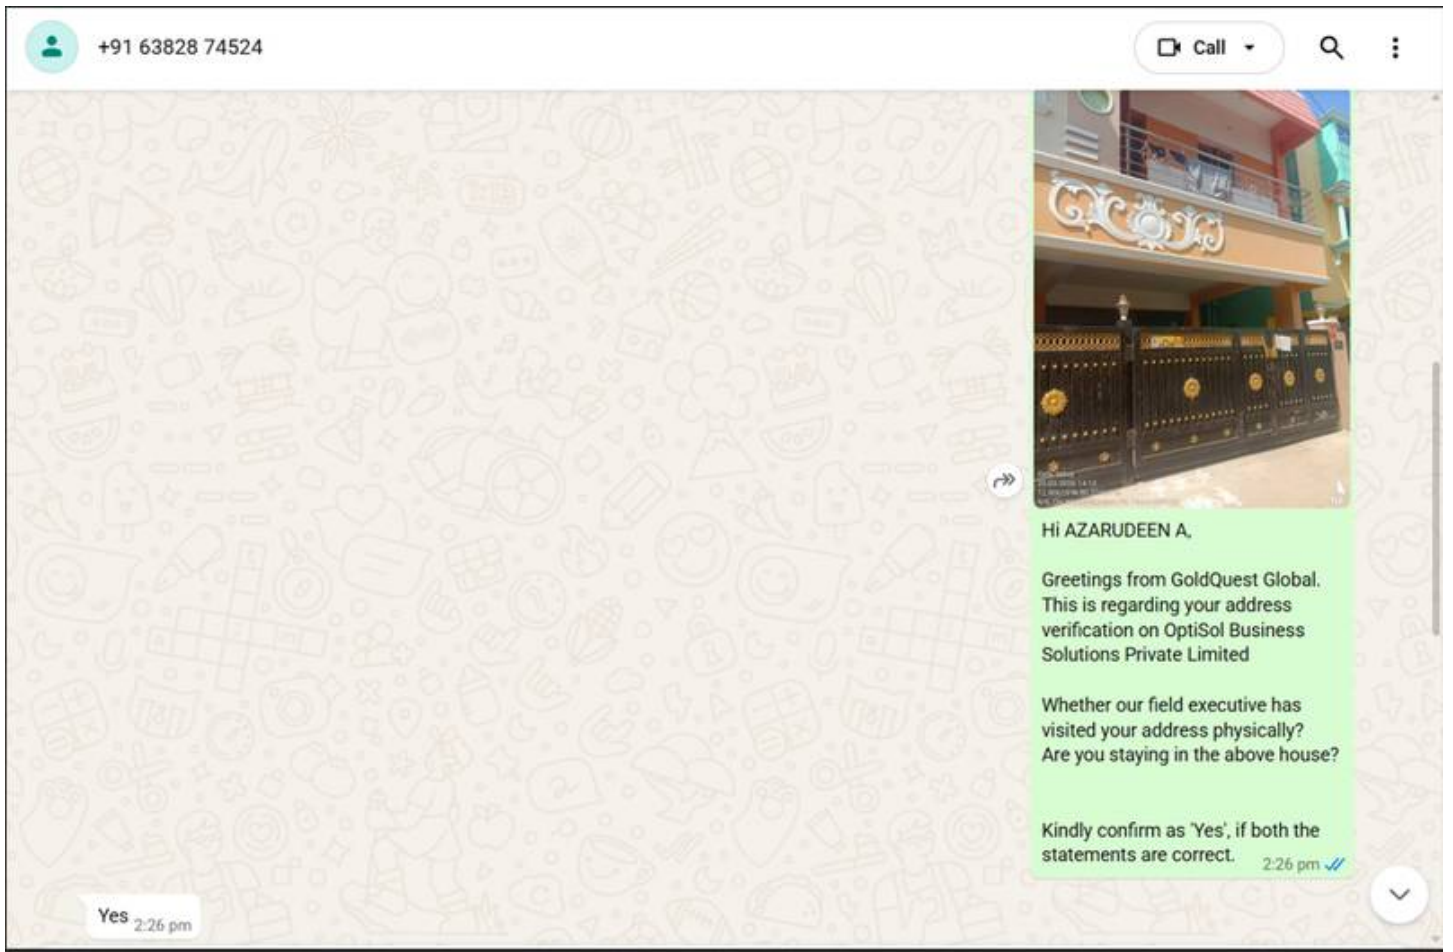 +91 63828 74524
Call
Hi AZARUDEEN A,
Greetings from GoldQuest Global.
This is regarding your address
verification on OptiSol Business
Solutions Private Limited
Whether our field executive has
visited your address physically?
Are you staying in the above house?
Kindly confirm as 'Yes', if both the
statements are correct.
2:26 pm
Yes
2:26 pm